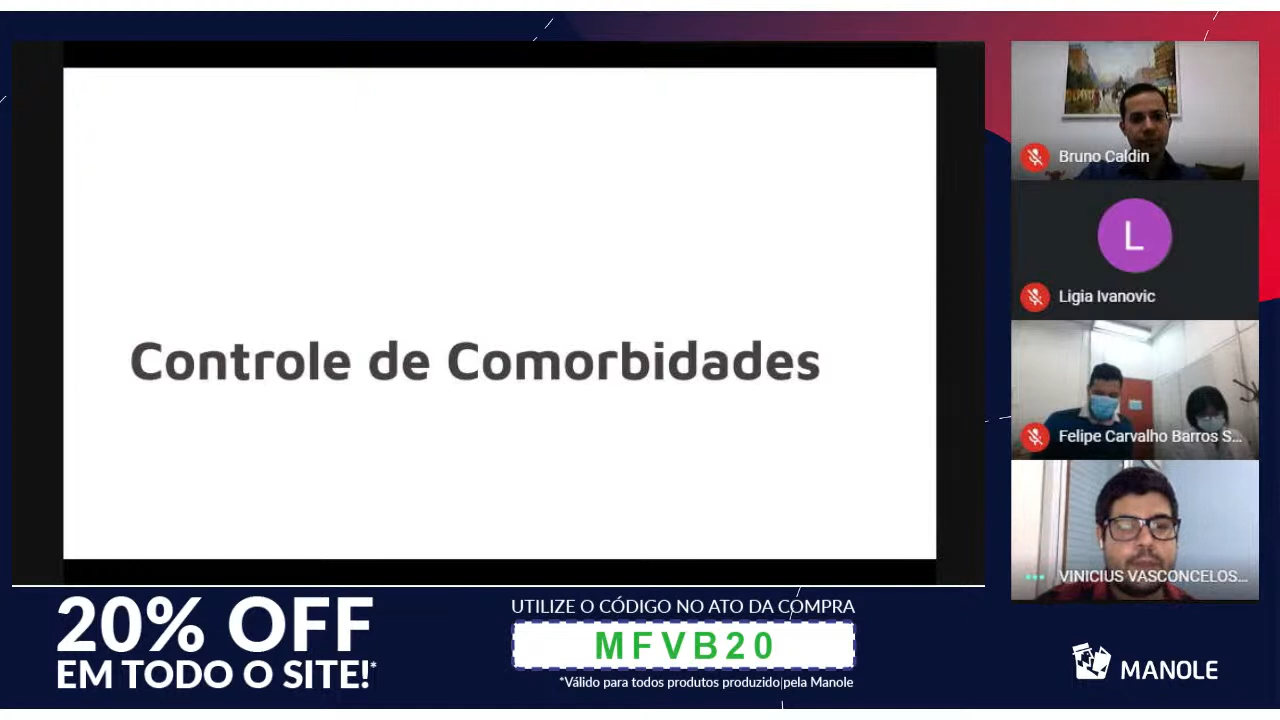 Controle de Comorbidades
Bruno Caldin
L
Ligia Ivanovic
Felipe Carvalho Barros S...
VINICIUS VASCONCELOS...
20% OFF
EM TODO O SITE!*
UTILIZE O CÓDIGO NO ATO DA COMPRA
MFVB20
*Válido para todos produtos produzido pela Manole
MANOLE